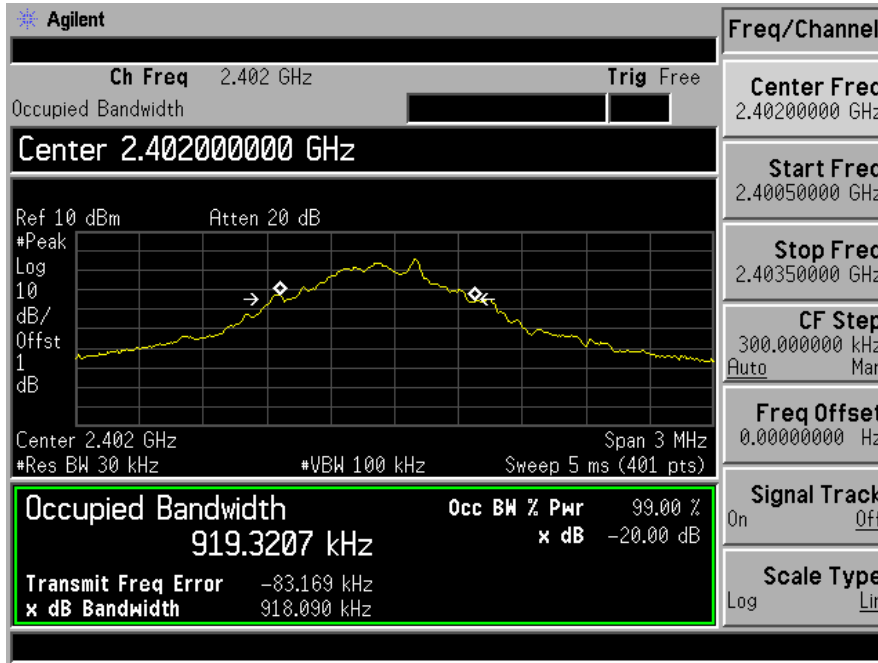 Agilent
Freq/Channel
Ch Freq 2.402 GHz Trig Free
Occupied Bandwidth
Center 2.402000000 GHz
Ref 10 dBm Atten 20 dB
#Peak
Log
10
dB/
Offst
1
dB
Center 2.402 GHz Span 3 MHz
#Res BW 30 kHz #VBW 100 kHz Sweep 5 ms (401 pts)
Occupied Bandwidth
919.3207 kHz
Occ BW % Pwr 99.00 %
x dB -20.00 dB
Transmit Freq Error -83.169 kHz
x dB Bandwidth 918.090 kHz
Center Freq
2.40200000 GHz
Start Freq
2.40050000 GHz
Stop Freq
2.40350000 GHz
CF Step
300.000000 kHz
Auto Man
Freq Offset
0.00000000 Hz
Signal Track
On Off
Scale Type
Log Lin